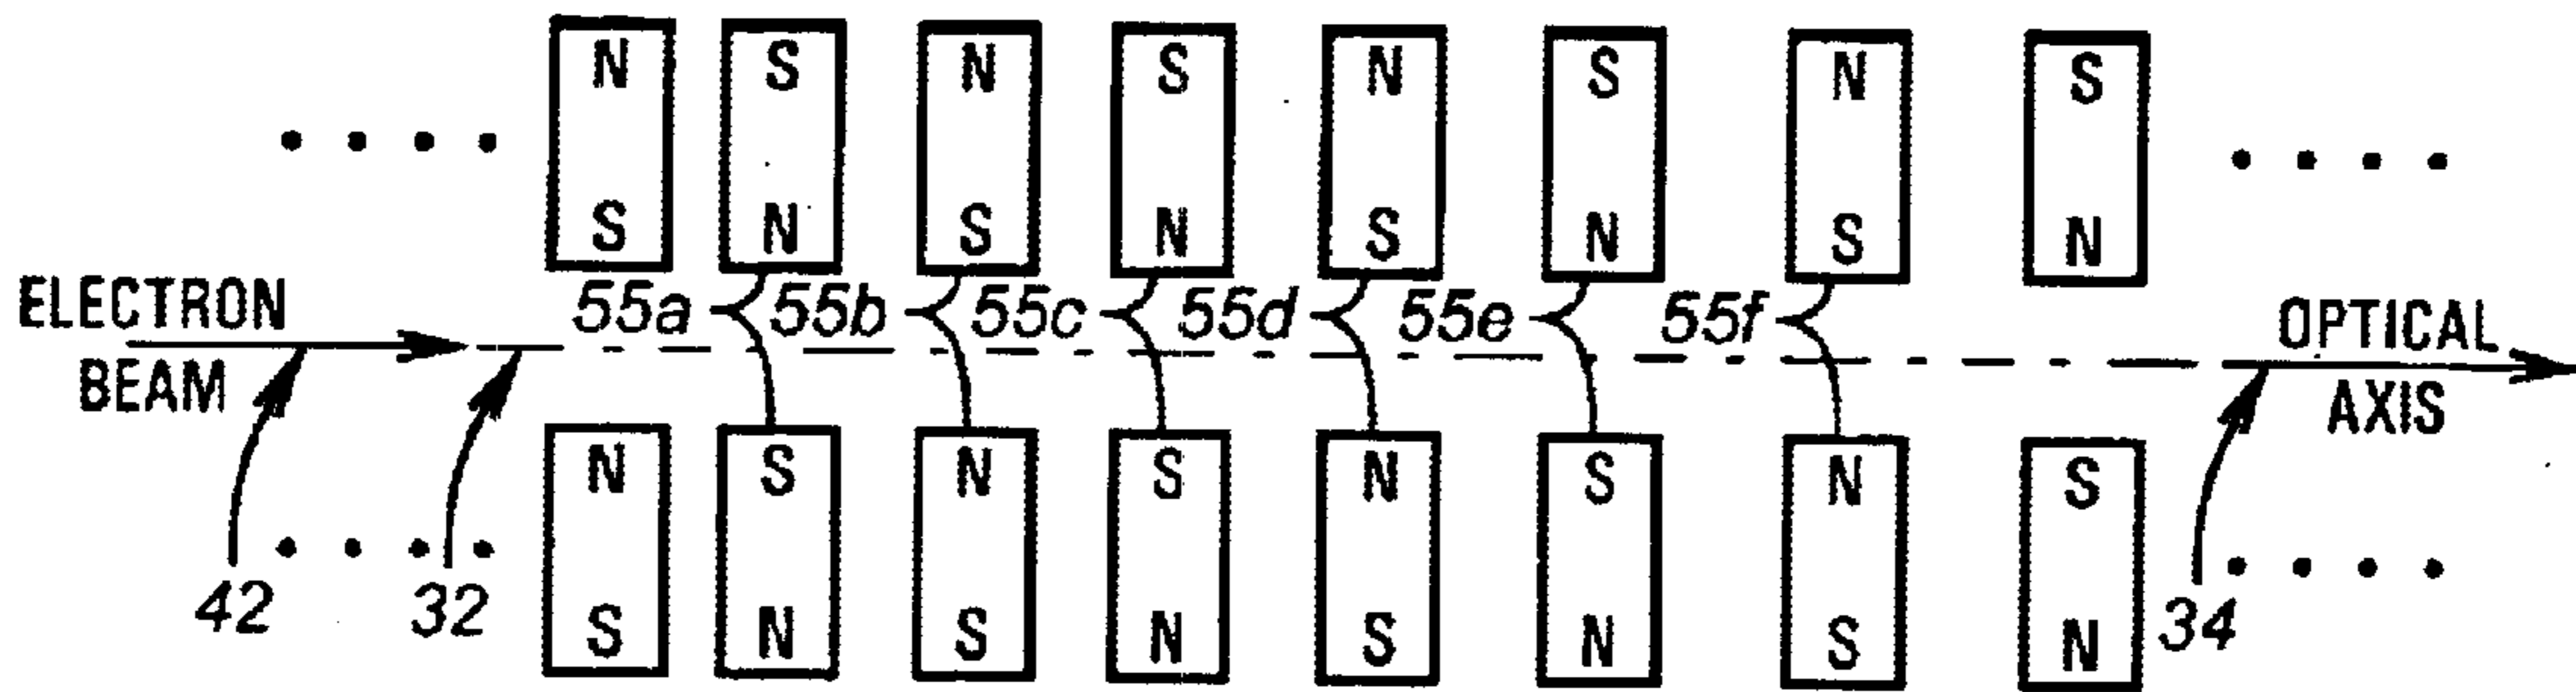 N S N S N S N S
S N S N S N S N
ELECTRON 55a 55b 55c 55d 55e 55f OPTICAL
BEAM AXIS
N S N S N S N S
S N S N S N S N
42 32 34